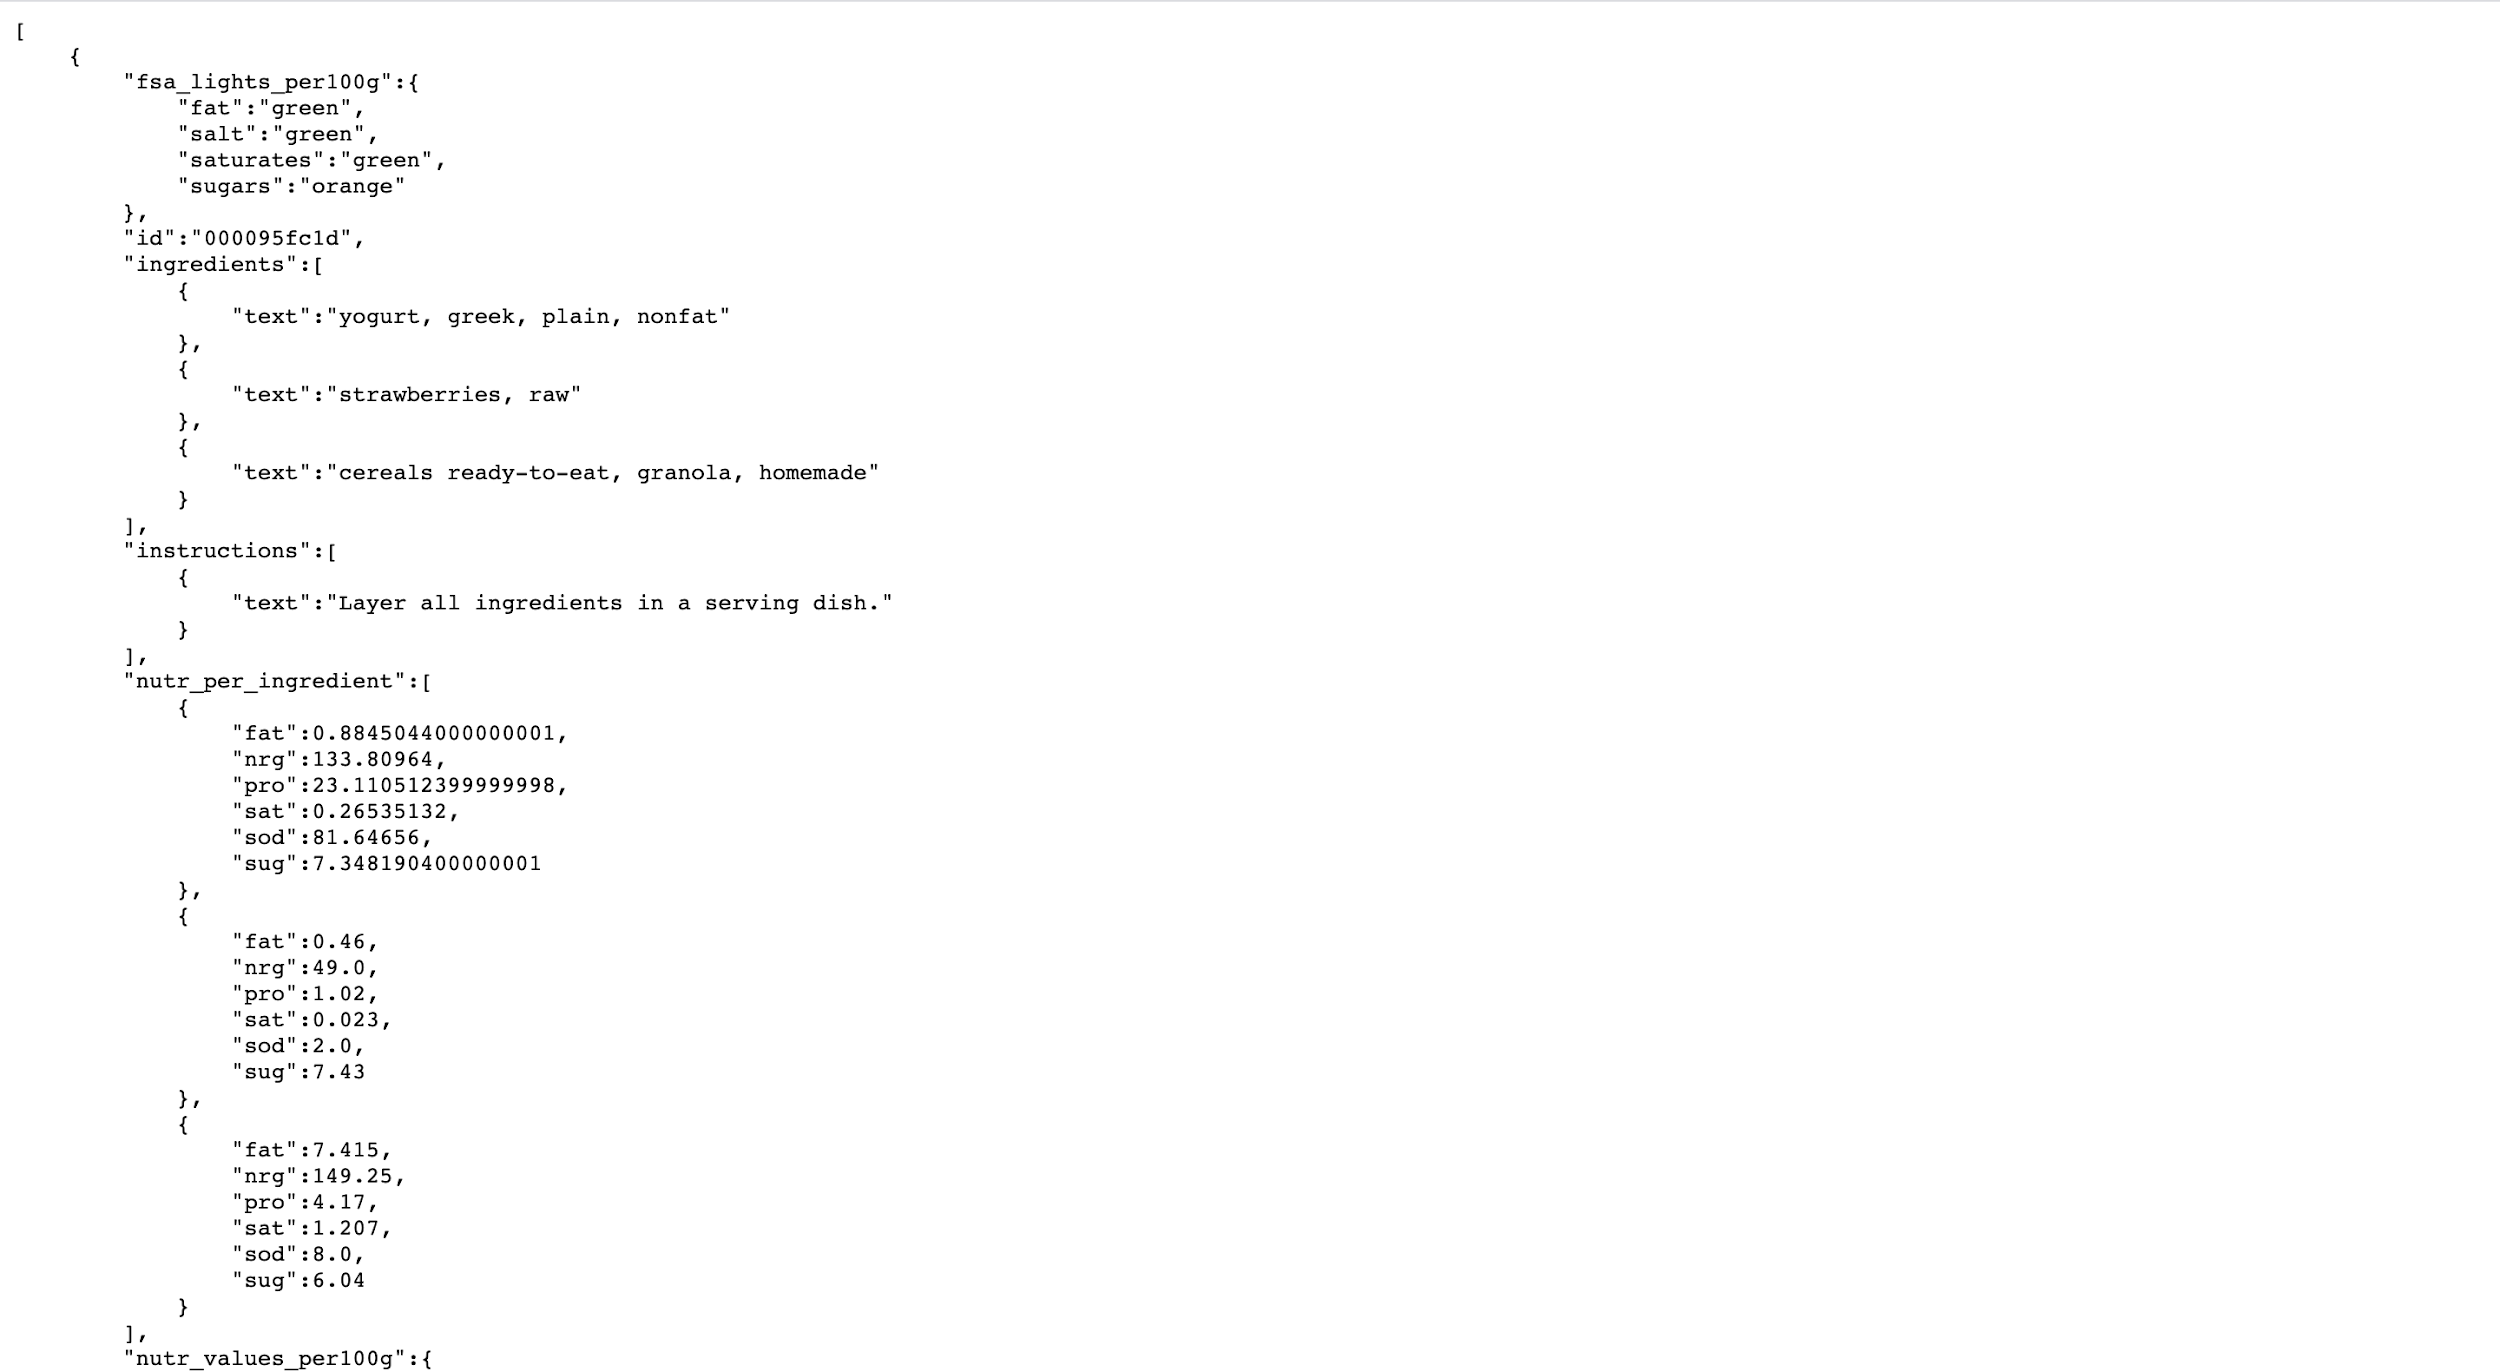 [
    {
        "fsa_lights_per100g":{
            "fat":"green",
            "salt":"green",
            "saturates":"green",
            "sugars":"orange"
        },
        "id":"000095fc1d",
        "ingredients":[
            {
                "text":"yogurt, greek, plain, nonfat"
            },
            {
                "text":"strawberries, raw"
            },
            {
                "text":"cereals ready-to-eat, granola, homemade"
            }
        ],
        "instructions":[
            {
                "text":"Layer all ingredients in a serving dish."
            }
        ],
        "nutr_per_ingredient":[
            {
                "fat":0.8845044000000001,
                "nrg":133.80964,
                "pro":23.110512399999998,
                "sat":0.26535132,
                "sod":81.64656,
                "sug":7.348190400000001
            },
            {
                "fat":0.46,
                "nrg":49.0,
                "pro":1.02,
                "sat":0.023,
                "sod":2.0,
                "sug":7.43
            },
            {
                "fat":7.415,
                "nrg":149.25,
                "pro":4.17,
                "sat":1.207,
                "sod":8.0,
                "sug":6.04
            }
        ],
        "nutr_values_per100g":{